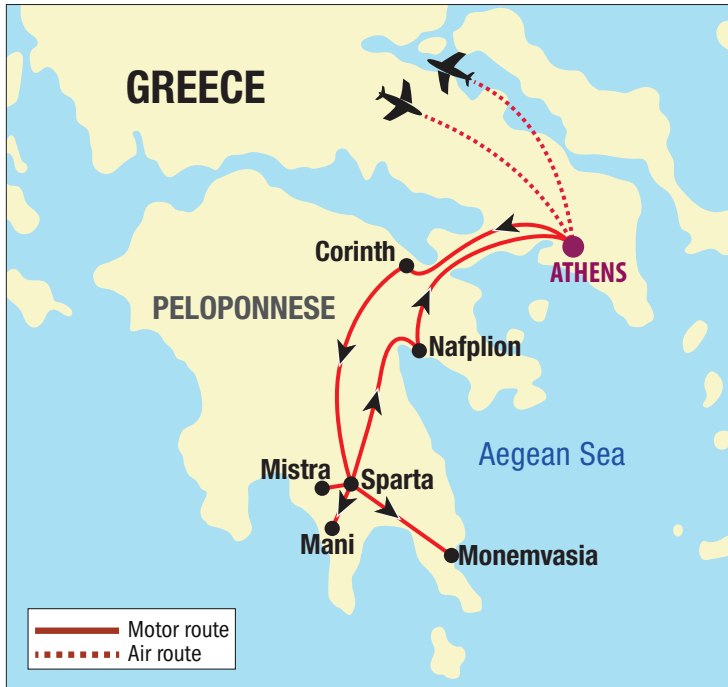 GREECE
Corinth
ATHENS
PELOPONNESE
Nafplion
Aegean Sea
Mistra
Sparta
Mani
Monemvasia
Motor route
Air route